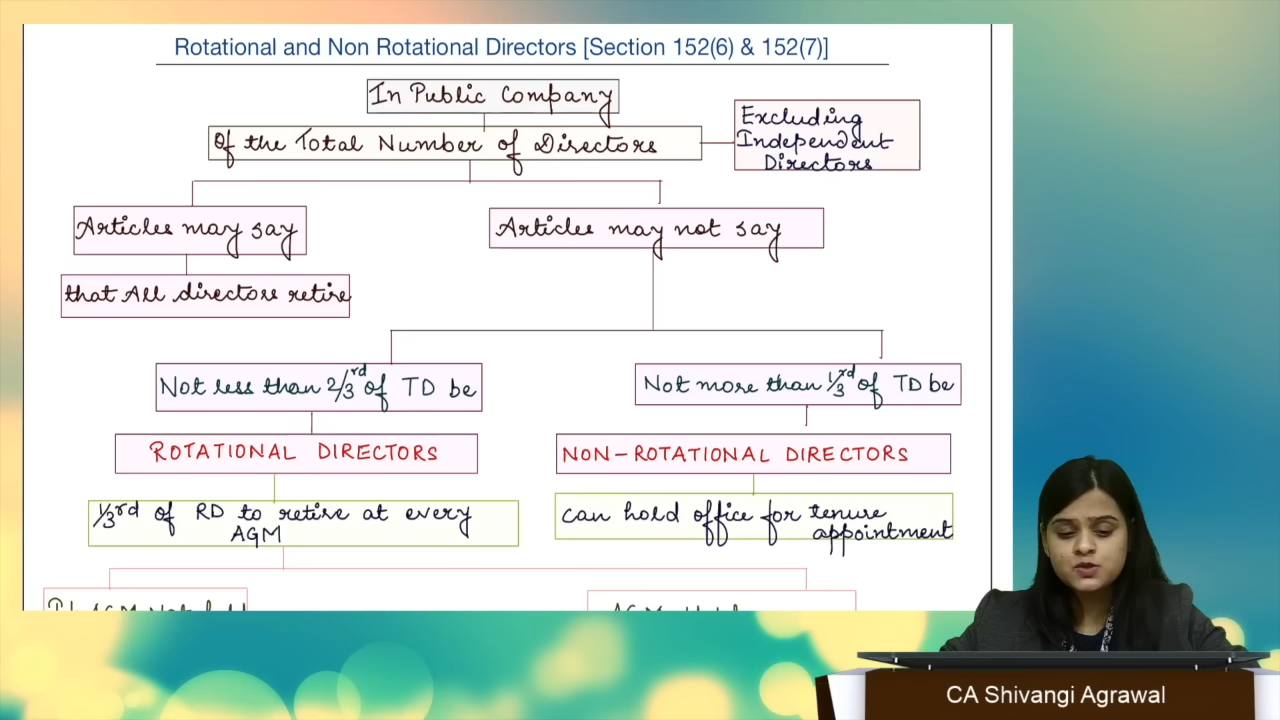 Rotational and Non Rotational Directors [Section 152(6) & 152(7)]
In Public Company
Of the Total Number of Directors
Excluding
Independent
Directors
Articles may say
Articles may not say
that All directors retire
Not less than 2/3rd of TD be
Not more than 1/3rd of TD be
ROTATIONAL DIRECTORS
NON-ROTATIONAL DIRECTORS
1/3rd of RD to retire at every
AGM
can hold office for tenure
appointment
CA Shivangi Agrawal